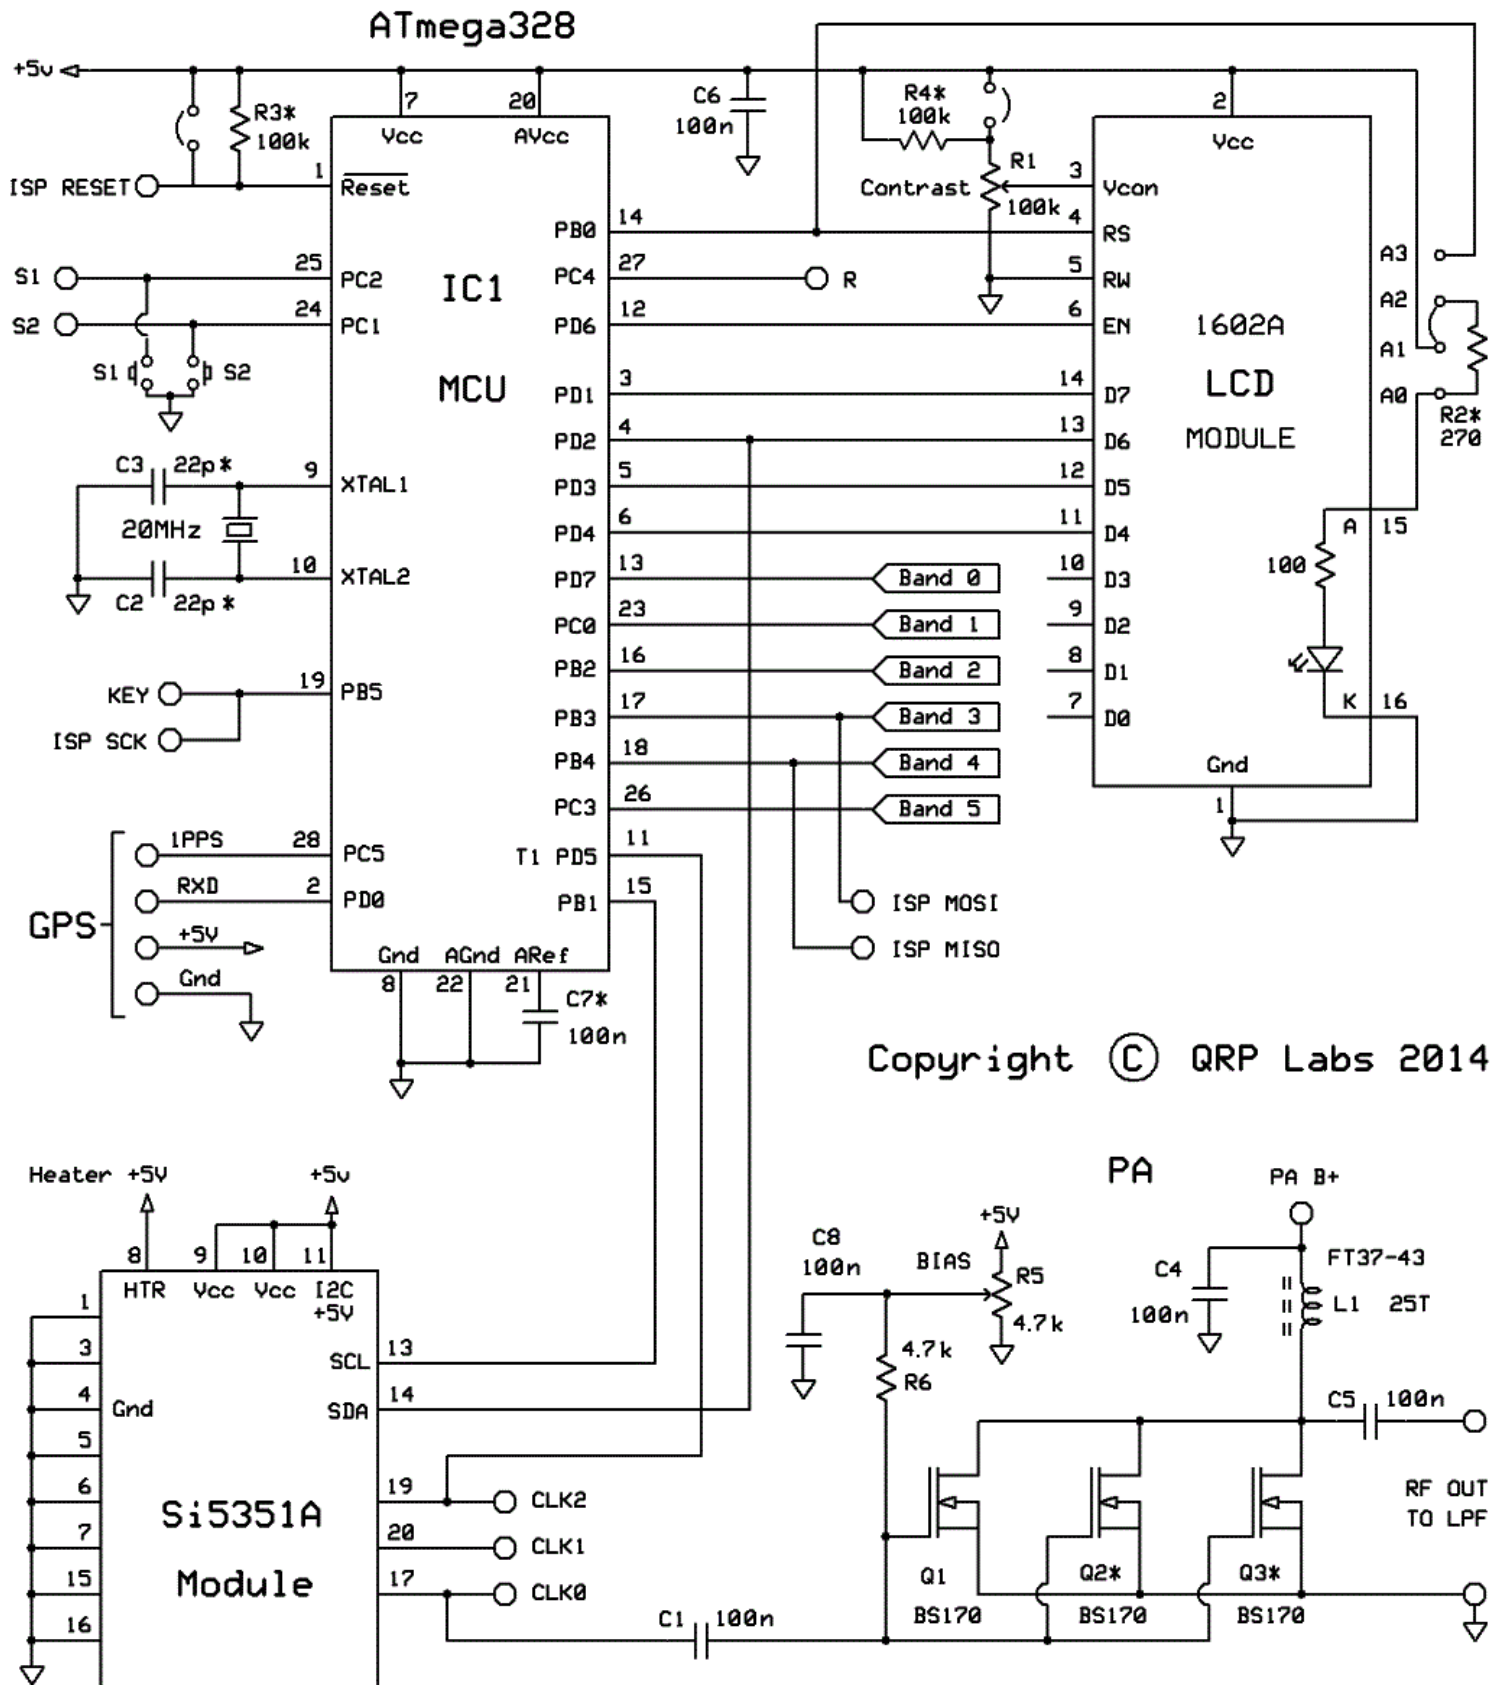 ATmega328
+5v
R3*
100k
ISP RESET
1
Reset
7
Vcc
20
AVcc
C6
100n
R4*
100k
R1
100k
Contrast
2
Vcc
3
Vcon
PB0
14
4
RS
S1
25
PC2
IC1
PC4
27
R
5
RW
S2
24
PC1
PD6
12
6
EN
S1
S2
MCU
1602A
LCD
MODULE
A3
A2
A1
A0
R2*
270
PD1
3
14
D7
PD2
4
13
D6
PD3
5
12
D5
PD4
6
11
D4
C3
22p*
9
XTAL1
20MHz
10
XTAL2
C2
22p*
A
15
100
PD7
13
Band 0
10
D3
PC0
23
Band 1
9
D2
PB2
16
Band 2
8
D1
PB3
17
Band 3
7
D0
K
16
PB4
18
Band 4
PC3
26
Band 5
Gnd
1
KEY
19
PB5
ISP SCK
T1 PD5
11
PB1
15
ISP MOSI
ISP MISO
GPS
1PPS
28
PC5
RXD
2
PD0
+5V
Gnd
Gnd
8
AGnd
22
ARef
21
C7*
100n
Copyright © QRP Labs 2014
Heater +5V
+5v
8
HTR
9
Vcc
10
Vcc
11
I2C
+5V
1
3
4
Gnd
5
6
7
15
16
SCL
13
SDA
14
Si5351A
Module
19
CLK2
20
CLK1
17
CLK0
C1
100n
PA
PA B+
C8
100n
BIAS
+5V
R5
4.7k
4.7k
R6
C4
100n
FT37-43
L1 25T
C5
100n
RF OUT
TO LPF
Q1
BS170
Q2*
BS170
Q3*
BS170